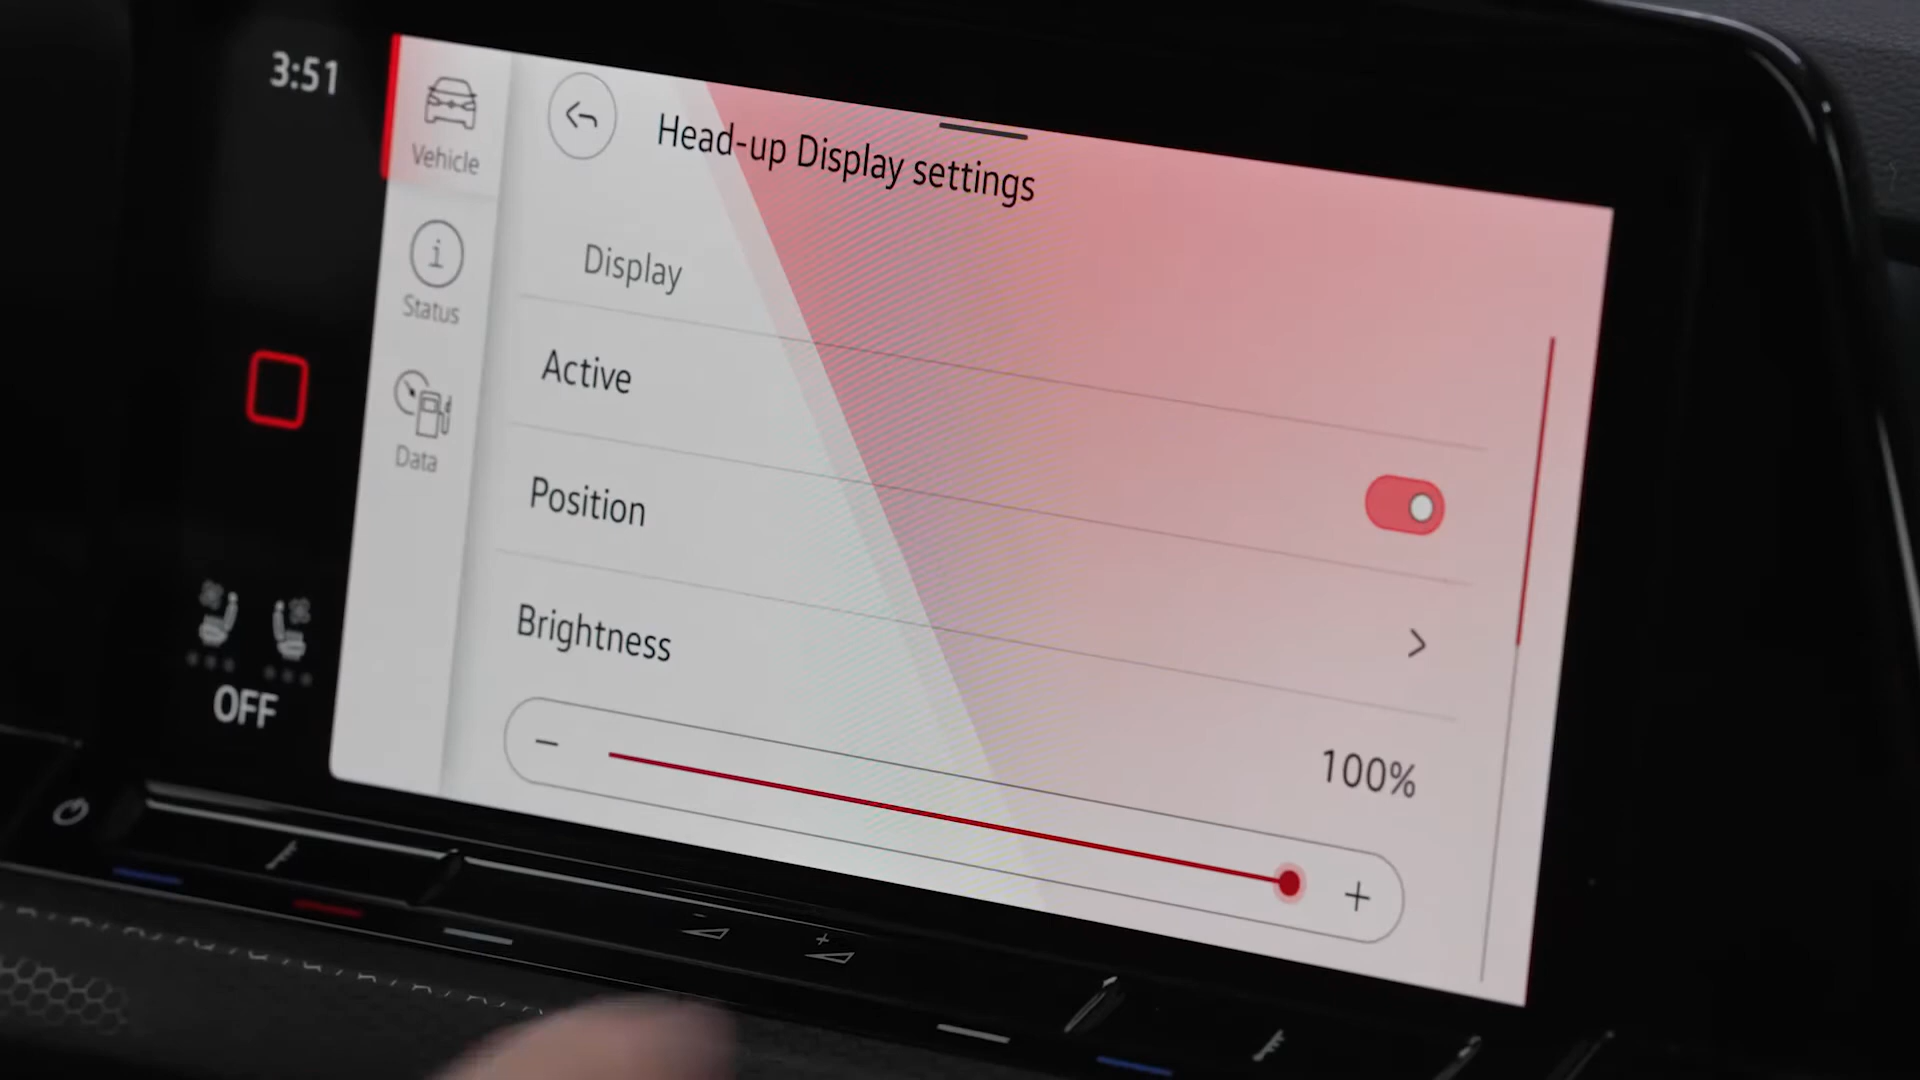 3:51
Vehicle
Head-up Display settings
Display
Status
Active
Data
Position
Brightness
OFF
100%